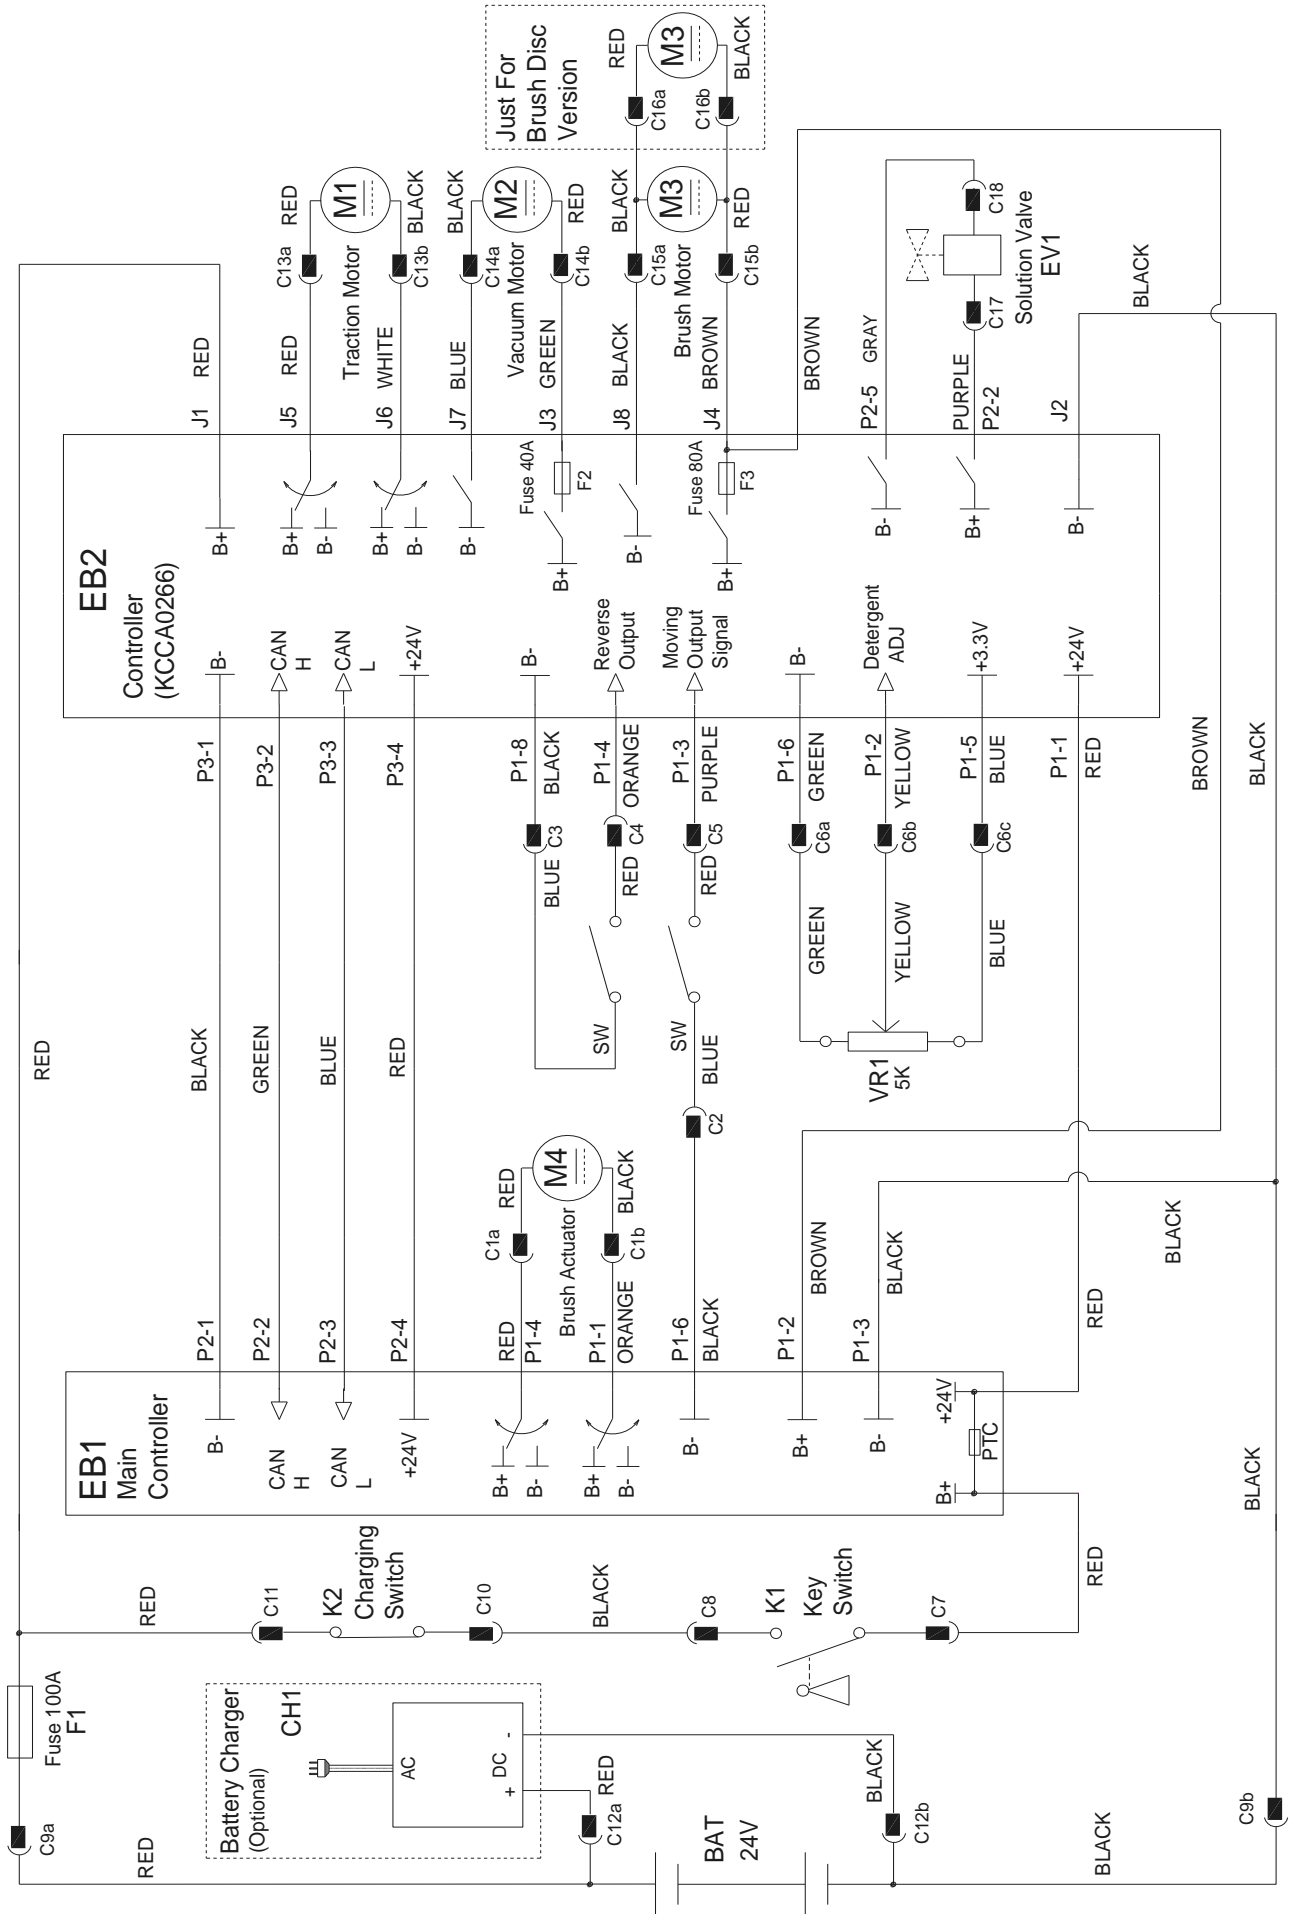 Just For
Brush Disc
Version
RED
M3
BLACK
C16a
C16b
RED
M1
BLACK
C13a
C13b
Traction Motor
BLACK
M2
RED
C14a
C14b
Vacuum Motor
BLACK
M3
RED
C15a
C15b
Brush Motor
C18
C17
Solution Valve
EV1
BLACK
RED
RED
WHITE
BLUE
GREEN
BLACK
BROWN
BROWN
GRAY
PURPLE
J1
J5
J6
J7
J3
J8
J4
P2-5
P2-2
J2
EB2
Controller
(KCCA0266)
B+
B+
B-
B+
B-
B-
Fuse 40A
F2
B+
B-
Fuse 80A
F3
B+
B-
B+
B-
B-
CAN
H
CAN
L
+24V
B-
Reverse
Output
Moving
Output
Signal
B-
Detergent
ADJ
+3.3V
+24V
P3-1
P3-2
P3-3
P3-4
P1-8
BLACK
P1-4
ORANGE
P1-3
PURPLE
P1-6
GREEN
P1-2
YELLOW
P1-5
BLUE
P1-1
RED
BROWN
BLACK
C3
C4
C5
C6a
C6b
C6c
BLUE
RED
RED
GREEN
YELLOW
BLUE
SW
SW
BLUE
VR1
5K
C2
RED
BLACK
GREEN
BLUE
RED
RED
M4
BLACK
C1a
C1b
Brush Actuator
BROWN
BLACK
BLACK
RED
P2-1
P2-2
P2-3
P2-4
RED
P1-4
P1-1
ORANGE
P1-6
BLACK
P1-2
P1-3
EB1
Main
Controller
B-
CAN
H
CAN
L
+24V
B+
B-
B+
B-
B-
B+
B-
+24V
PTC
B+
BLACK
RED
C11
K2
Charging
Switch
C10
BLACK
C8
K1
Key
Switch
C7
RED
Fuse 100A
F1
Battery Charger
(Optional)
CH1
AC
DC
+
-
RED
C12a
BLACK
C12b
C9a
C9b
RED
BAT
24V
BLACK